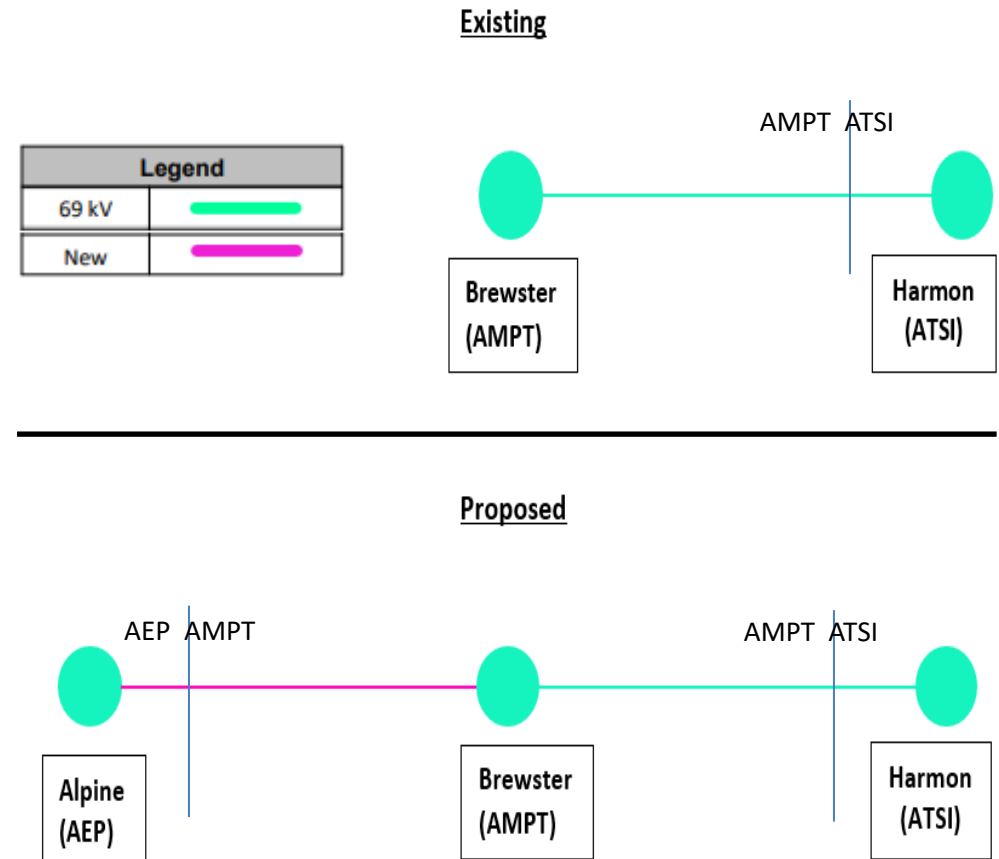 Existing
AMPT ATSI
Legend
69 kV
New
Brewster
(AMPT)
Harmon
(ATSI)
Proposed
AEP AMPT
AMPT ATSI
Alpine
(AEP)
Brewster
(AMPT)
Harmon
(ATSI)